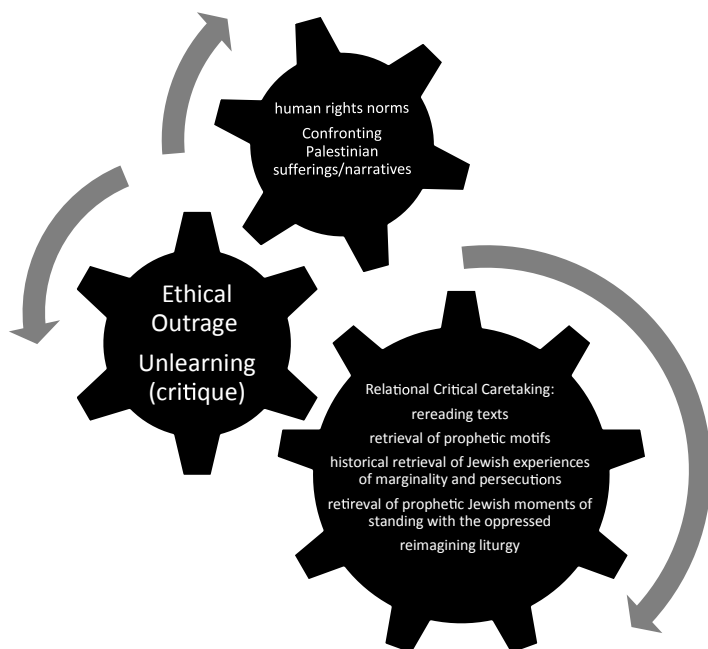 human rights norms
Confronting
Palestinian
sufferings/narratives
Ethical
Outrage
Unlearning
(critique)
Relational Critical Caretaking:
rereading texts
retrieval of prophetic motifs
historical retrieval of Jewish experiences
of marginality and persecutions
retireval of prophetic Jewish moments of
standing with the oppressed
reimagining liturgy